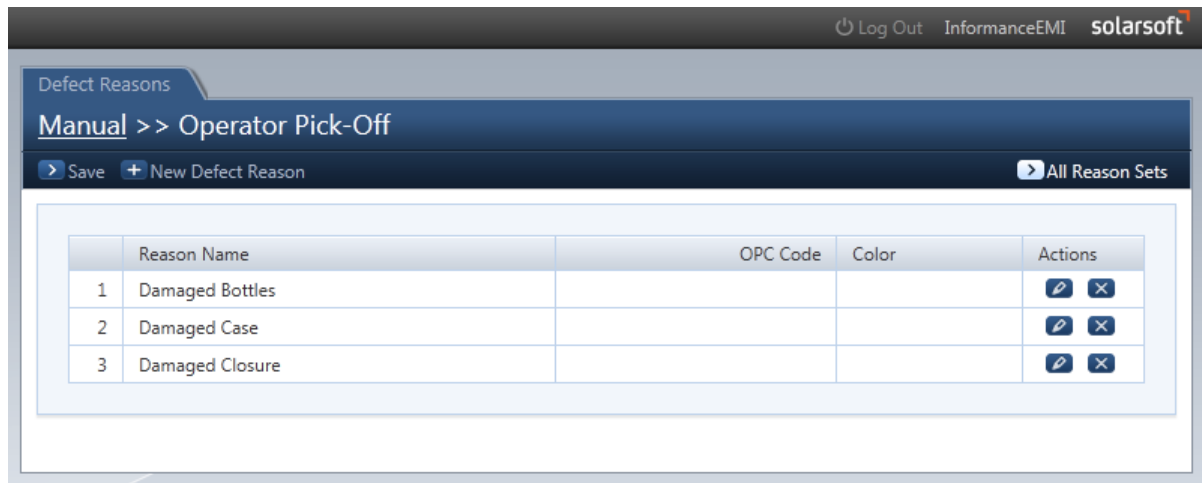 Log Out InformanceEMI solarsoft
Defect Reasons
Manual >> Operator Pick-Off
Save New Defect Reason All Reason Sets
Reason Name OPC Code Color Actions
1 Damaged Bottles
2 Damaged Case
3 Damaged Closure